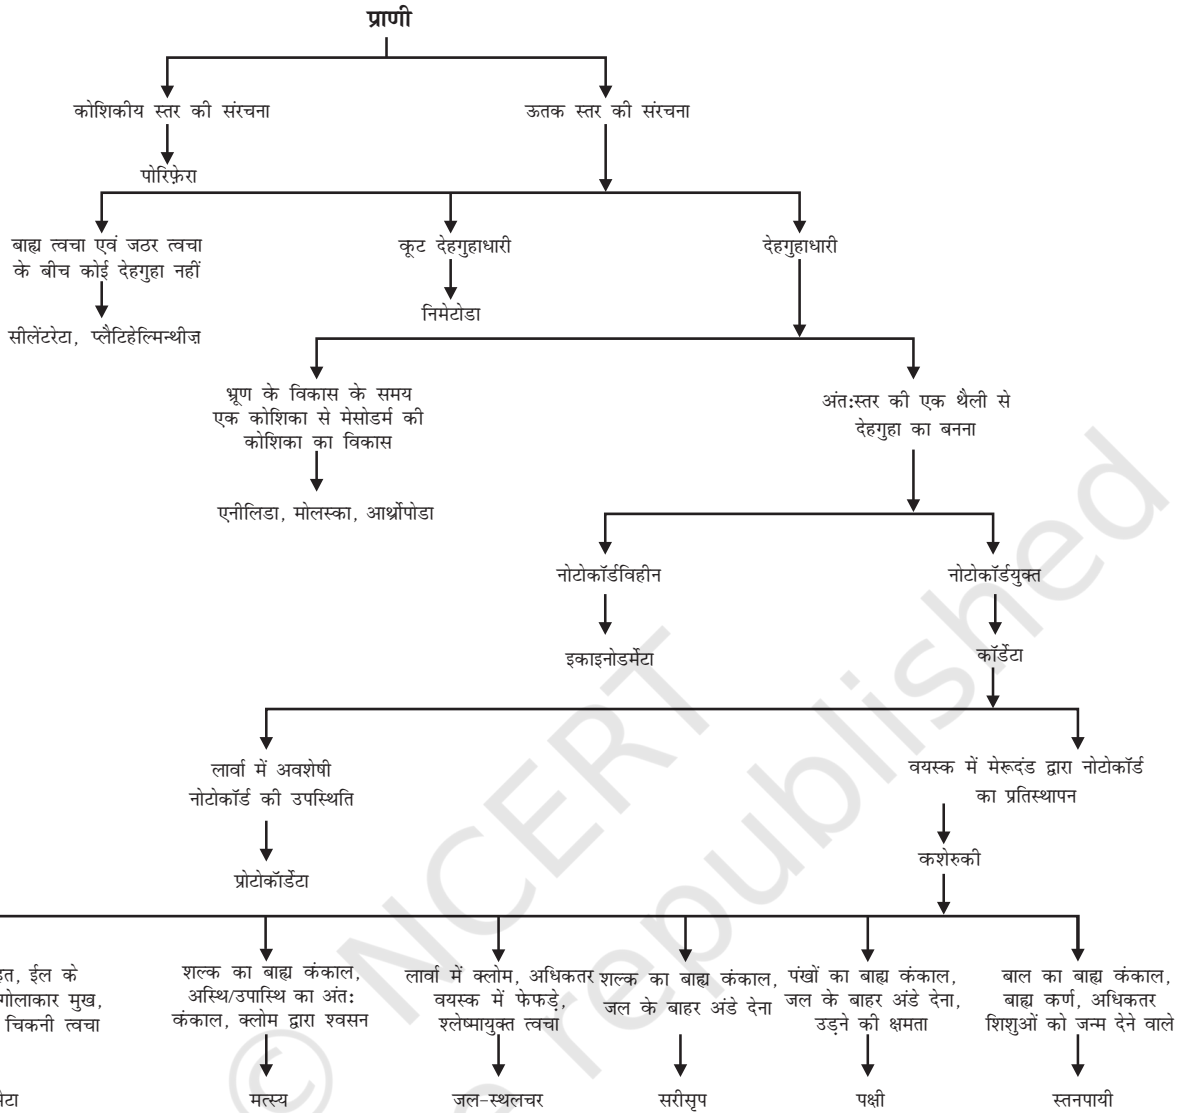 प्राणी
कोशिकीय स्तर की संरचना
ऊतक स्तर की संरचना
पोरिफ़ेरा
बाह्य त्वचा एवं जठर त्वचा
के बीच कोई देहगुहा नहीं
कूट देहगुहाधारी
देहगुहाधारी
निमेटोडा
सीलेंटरेटा, प्लैटिहेल्मिन्थीज़
भ्रूण के विकास के समय
एक कोशिका से मेसोडर्म की
कोशिका का विकास
अंत:स्तर की एक थैली से
देहगुहा का बनना
एनीलिडा, मोलस्का, आर्थ्रोपोडा
नोटोकॉर्डविहीन
नोटोकॉर्डयुक्त
इकाइनोडर्मेटा
कॉर्डेटा
लार्वा में अवशेषी
नोटोकॉर्ड की उपस्थिति
वयस्क में मेरूदंड द्वारा नोटोकॉर्ड
का प्रतिस्थापन
प्रोटोकॉर्डेटा
कशेरुकी
ईल के
गोलाकार मुख,
चिकनी त्वचा
शल्क का बाह्य कंकाल,
अस्थि/उपास्थि का अंत:
कंकाल, क्लोम द्वारा श्वसन
लार्वा में क्लोम, अधिकतर
वयस्क में फेफड़े,
श्लेष्मायुक्त त्वचा
शल्क का बाह्य कंकाल,
जल के बाहर अंडे देना
पंखों का बाह्य कंकाल,
जल के बाहर अंडे देना,
उड़ने की क्षमता
बाल का बाह्य कंकाल,
बाह्य कर्ण, अधिकतर
शिशुओं को जन्म देने वाले
मत्स्य
जल-स्थलचर
सरीसृप
पक्षी
स्तनपायी
© NCERT
republished